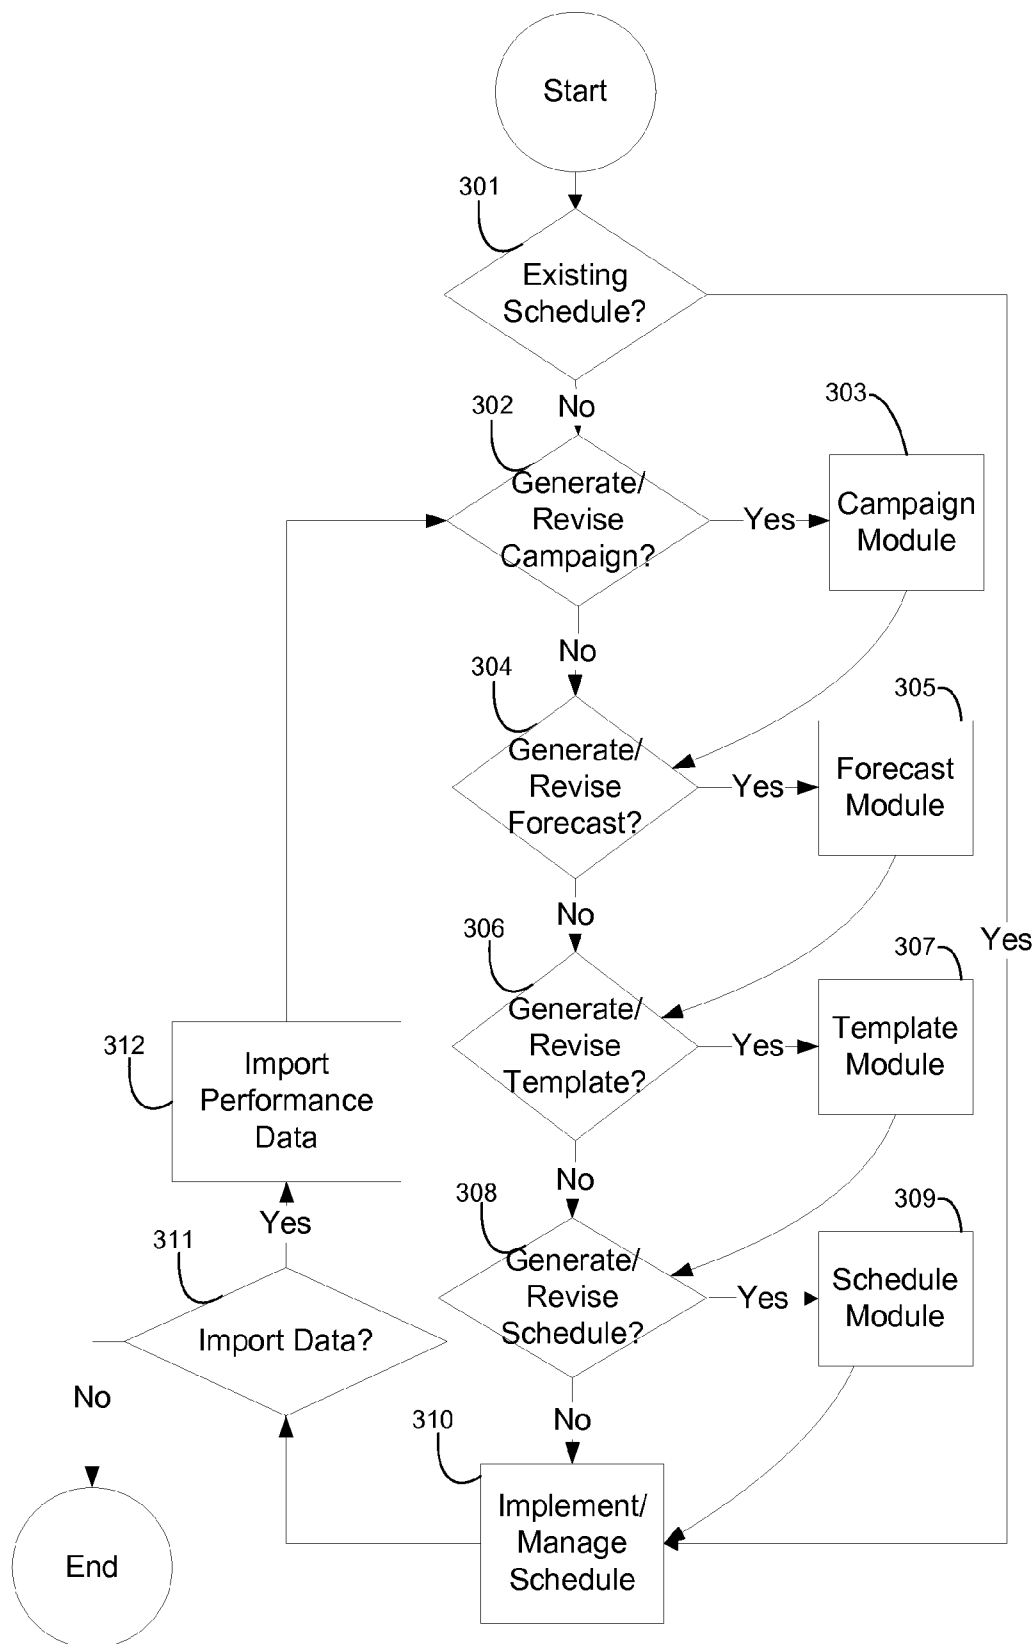 Start
301
Existing
Schedule?
No
302
303
Generate/
Revise
Campaign?
Yes
Campaign
Module
No
304
305
Generate/
Revise
Forecast?
Yes
Forecast
Module
No
Yes
306
307
Generate/
Revise
Template?
Yes
Template
Module
312
Import
Performance
Data
No
308
309
Yes
311
Generate/
Revise
Schedule?
Yes
Schedule
Module
Import Data?
No
No
310
Implement/
Manage
Schedule
End